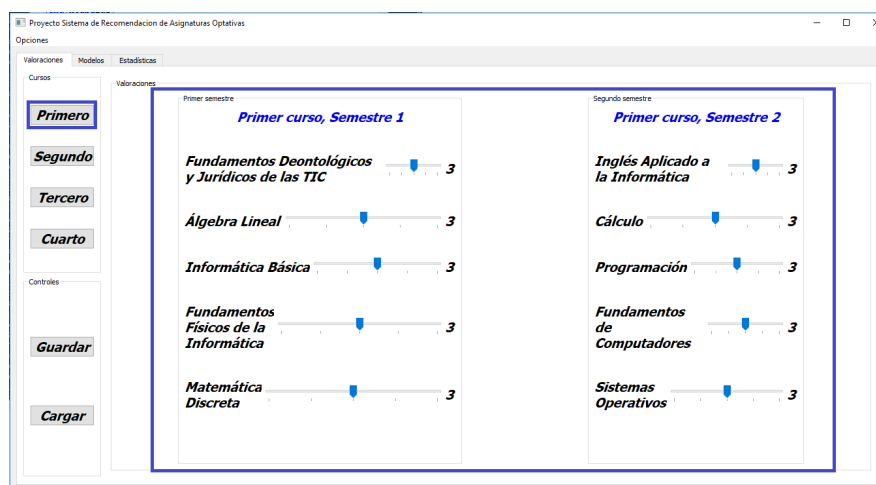 Proyecto Sistema de Recomendacion de Asignaturas Optativas
Opciones
Valoraciones Modelos Estadísticas
Cursos
Primero
Segundo
Tercero
Cuarto
Controles
Guardar
Cargar
Valoraciones
Primer semestre
Primer curso, Semestre 1
Fundamentos Deontológicos
y Jurídicos de las TIC 3
Álgebra Lineal 3
Informática Básica 3
Fundamentos
Físicos de la 3
Informática
Matemática
Discreta 3
Segundo semestre
Primer curso, Semestre 2
Inglés Aplicado a
la Informática 3
Cálculo 3
Programación 3
Fundamentos
de 3
Computadores
Sistemas
Operativos 3